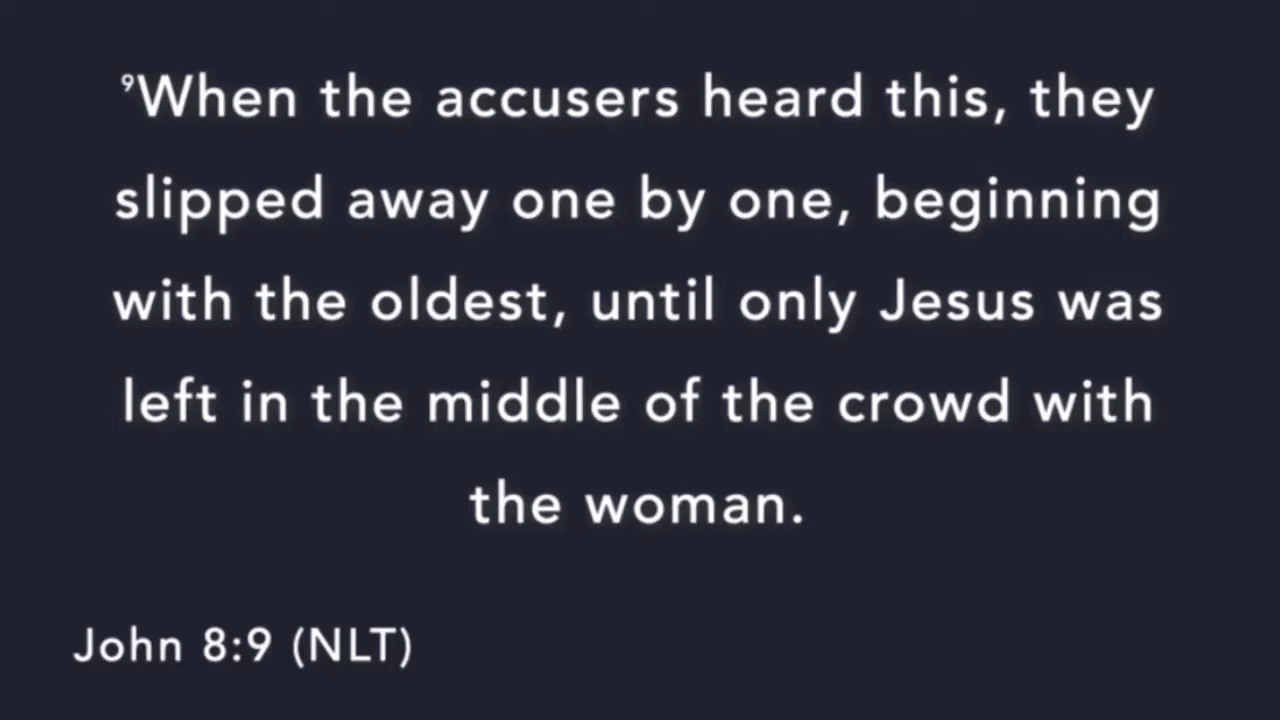 ⁹When the accusers heard this, they
slipped away one by one, beginning
with the oldest, until only Jesus was
left in the middle of the crowd with
the woman.
John 8:9 (NLT)